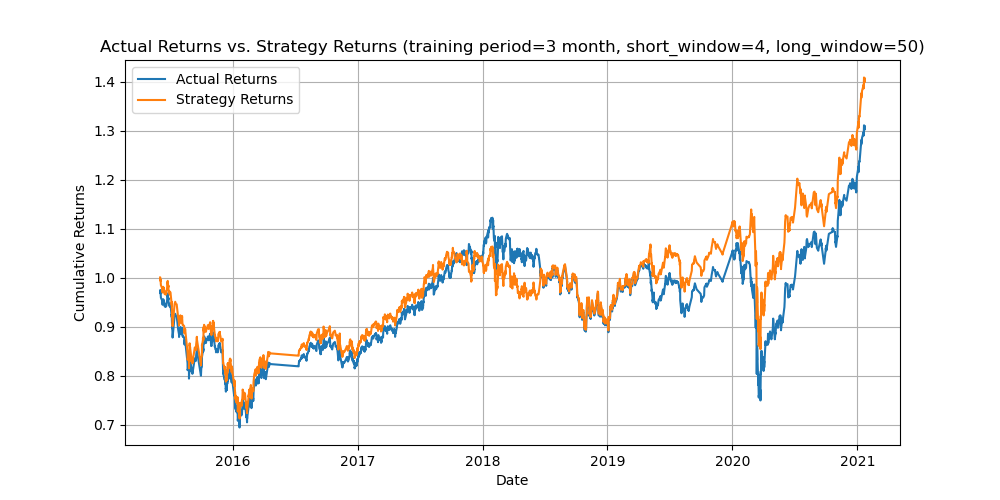 Actual Returns vs. Strategy Returns (training period=3 month, short_window=4, long_window=50)
Actual Returns
Strategy Returns
Cumulative Returns
1.4
1.3
1.2
1.1
1.0
0.9
0.8
0.7
2016 2017 2018 2019 2020 2021
Date